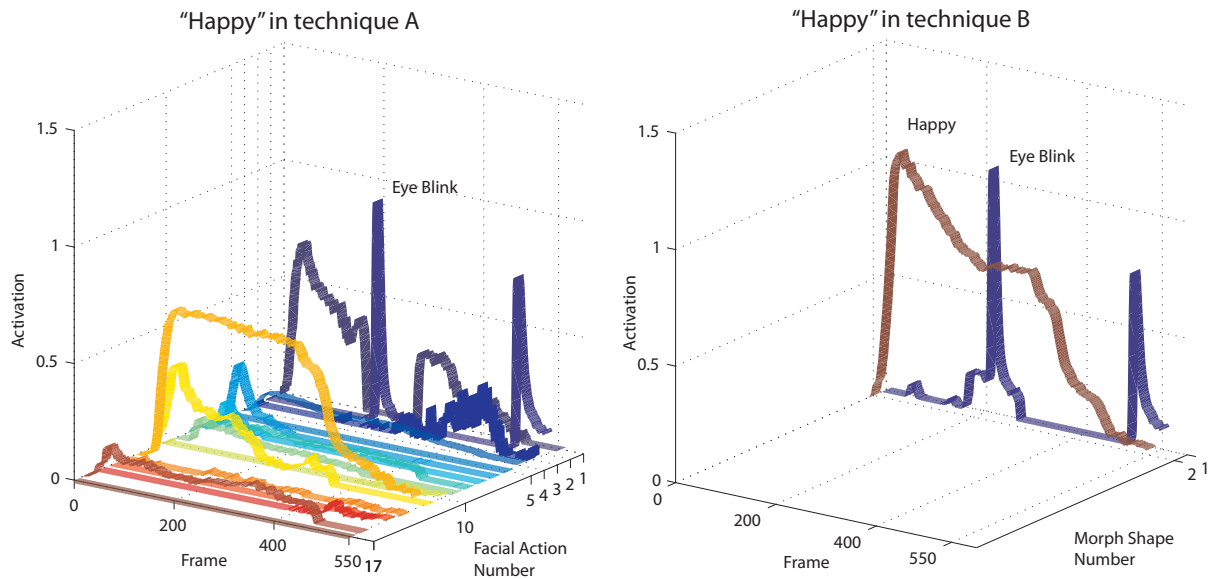 “Happy” in technique A
1.5
1
0.5
0
Activation
Eye Blink
0
200
400
550
Frame
17
10
5
4
3
2
1
Facial Action
Number
“Happy” in technique B
1.5
1
0.5
0
Activation
Happy
Eye Blink
0
200
400
550
Frame
2
1
Morph Shape
Number